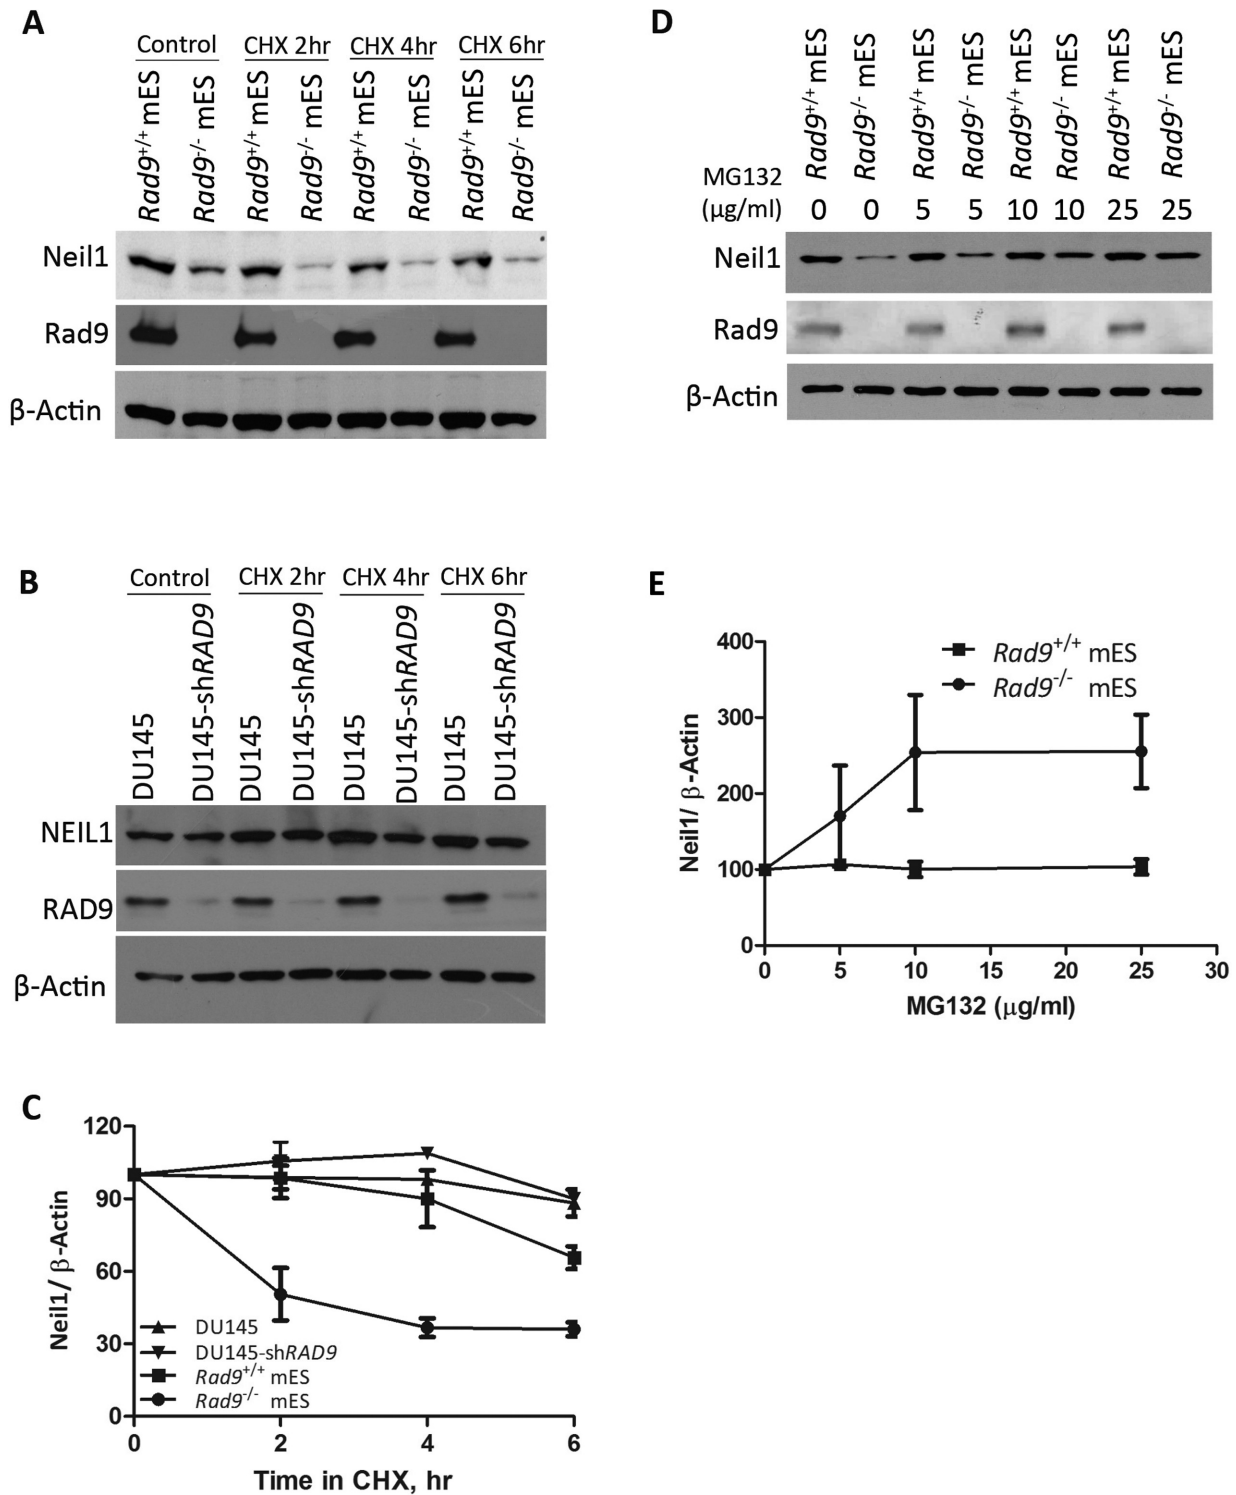 A
Control CHX 2hr CHX 4hr CHX 6hr
Rad9+/+ mES Rad9-/- mES Rad9+/+ mES Rad9-/- mES Rad9+/+ mES Rad9-/- mES Rad9+/+ mES Rad9-/- mES
Neil1
Rad9
β-Actin
B
Control CHX 2hr CHX 4hr CHX 6hr
DU145 DU145-shRAD9 DU145 DU145-shRAD9 DU145 DU145-shRAD9 DU145 DU145-shRAD9
NEIL1
RAD9
β-Actin
C
120
90
60
30
0
Neil1/ β-Actin
DU145
DU145-shRAD9
Rad9+/+ mES
Rad9-/- mES
0 2 4 6
Time in CHX, hr
D
Rad9+/+ mES Rad9-/- mES Rad9+/+ mES Rad9-/- mES Rad9+/+ mES Rad9-/- mES Rad9+/+ mES Rad9-/- mES
MG132
(μg/ml) 0 0 5 5 10 10 25 25
Neil1
Rad9
β-Actin
E
400
300
200
100
0
Neil1/ β-Actin
Rad9+/+ mES
Rad9-/- mES
0 5 10 15 20 25 30
MG132 (μg/ml)